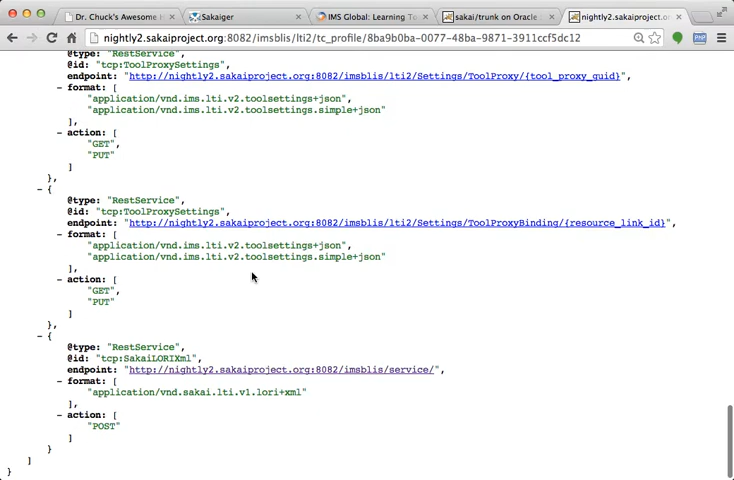 Dr. Chuck's Awesome H
Sakaiger
IMS Global: Learning To
sakai/trunk on Oracle
nightly2.sakaiproject.o
nightly2.sakaiproject.org:8082/imsblis/lti2/tc_profile/8ba9b0ba-0077-48ba-9871-3911ccf5dc12
@type: "RestService",
@id: "tcp:ToolProxySettings",
endpoint: "http://nightly2.sakaiproject.org:8082/imsblis/lti2/Settings/ToolProxy/{tool_proxy_guid}",
– format: [
"application/vnd.ims.lti.v2.toolsettings+json",
"application/vnd.ims.lti.v2.toolsettings.simple+json"
],
– action: [
"GET",
"PUT"
]
},
– {
@type: "RestService",
@id: "tcp:ToolProxySettings",
endpoint: "http://nightly2.sakaiproject.org:8082/imsblis/lti2/Settings/ToolProxyBinding/{resource_link_id}",
– format: [
"application/vnd.ims.lti.v2.toolsettings+json",
"application/vnd.ims.lti.v2.toolsettings.simple+json"
],
– action: [
"GET",
"PUT"
]
},
– {
@type: "RestService",
@id: "tcp:SakaiLORIXml",
endpoint: "http://nightly2.sakaiproject.org:8082/imsblis/service/",
– format: [
"application/vnd.sakai.lti.v1.lori+xml"
],
– action: [
"POST"
]
}
]
}